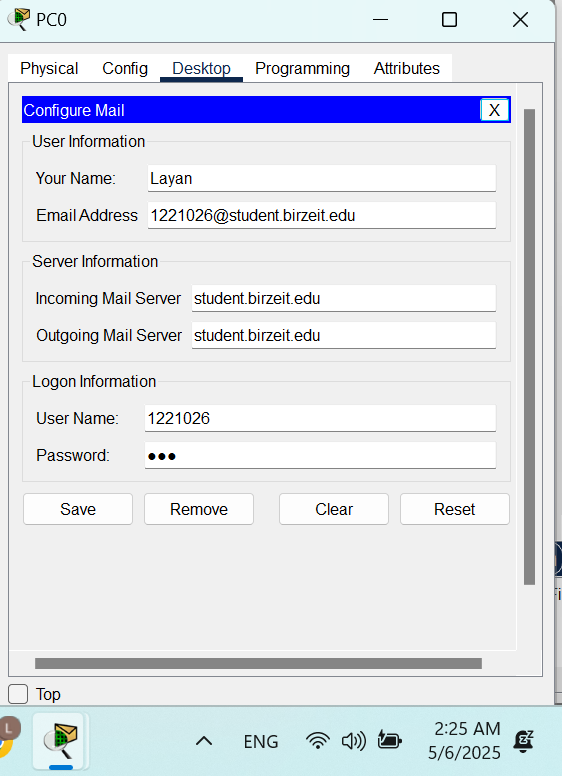 PC0
Physical Config Desktop Programming Attributes
Configure Mail X
User Information
Your Name: Layan
Email Address 1221026@student.birzeit.edu
Server Information
Incoming Mail Server student.birzeit.edu
Outgoing Mail Server student.birzeit.edu
Logon Information
User Name: 1221026
Password: ●●●
Save Remove Clear Reset
Top
L
ENG
2:25 AM
5/6/2025